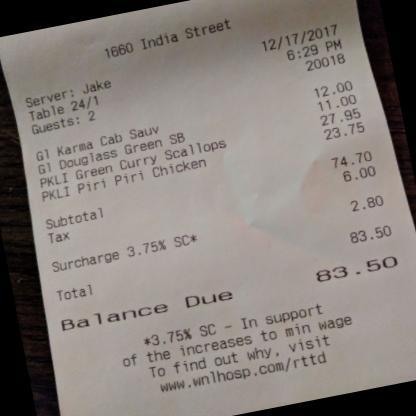 1660 India Street
Server: Jake 12/17/2017
Table 24/1 6:29 PM
Guests: 2 20018
Gl Karma Cab Sauv 12.00
Gl Douglass Green SB 11.00
PKLI Green Curry Scallops 27.95
PKLI Piri Piri Chicken 23.75
Subtotal 74.70
Tax 6.00
Surcharge 3.75% SC* 2.80
Total 83.50
Balance Due 83.50
*3.75% SC - In support
of the increases to min wage
To find out why, visit
www.wnlhosp.com/rttd